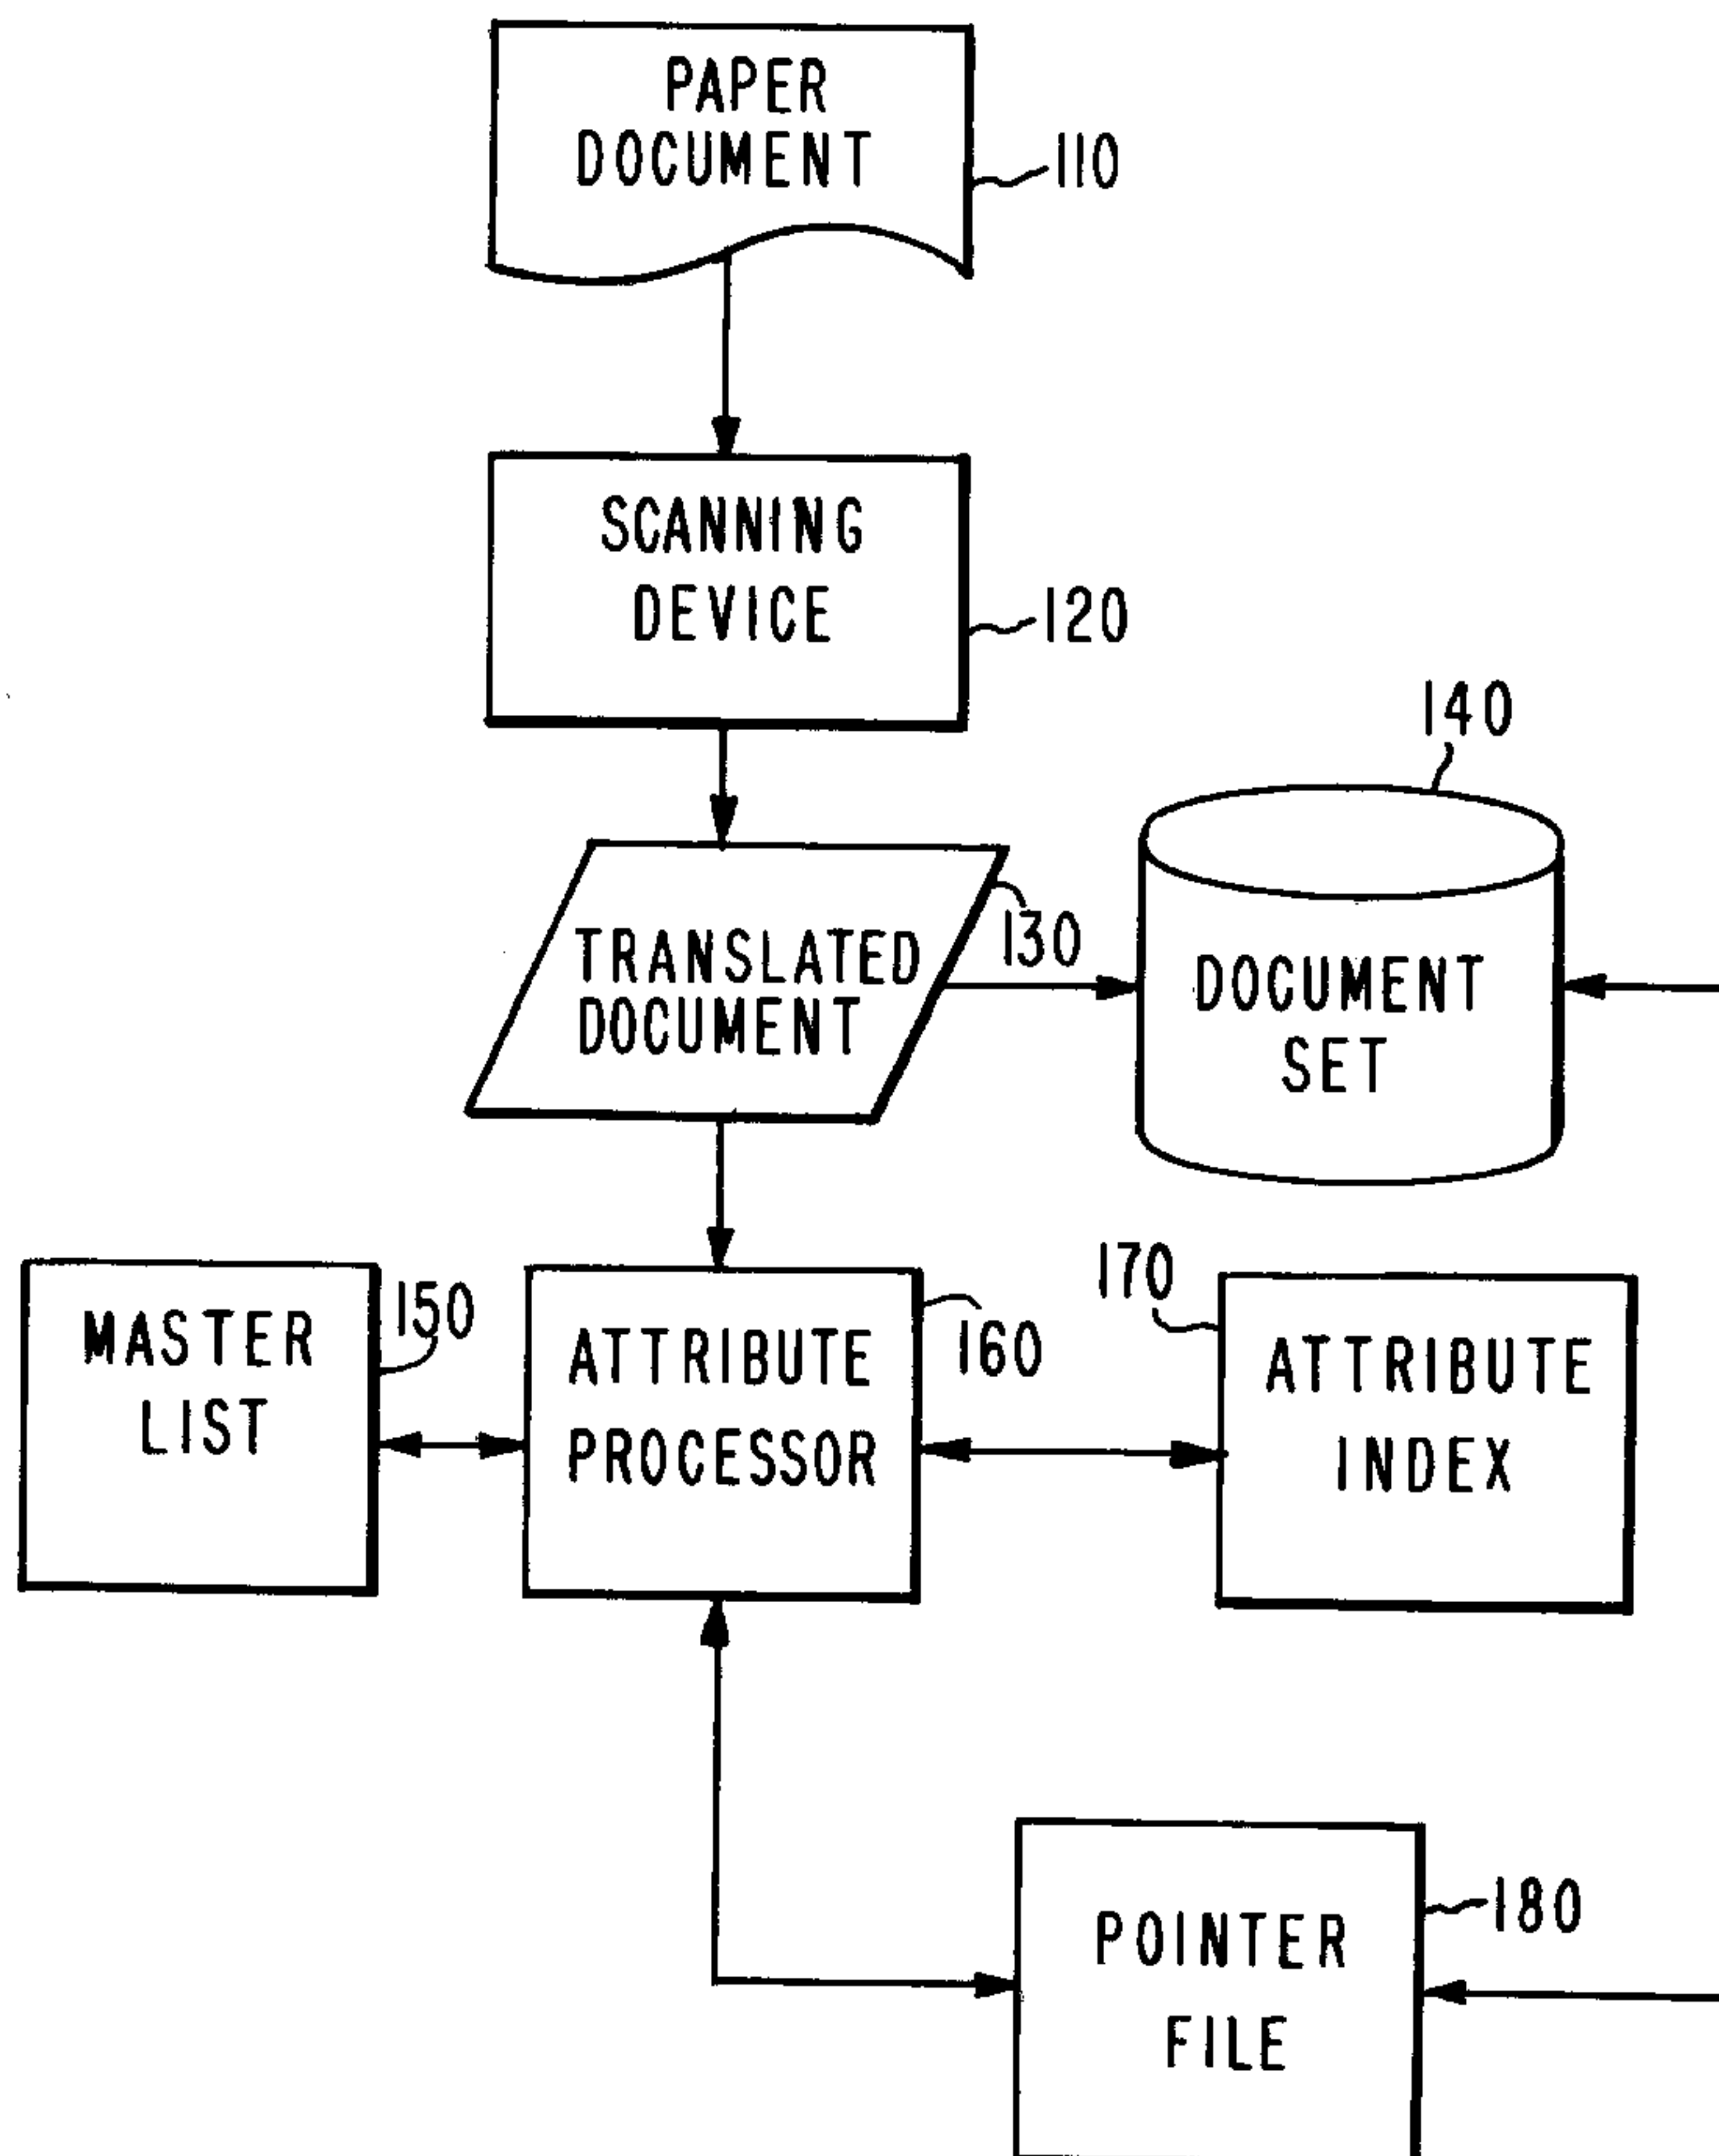 PAPER
DOCUMENT
110
SCANNING
DEVICE
120
140
TRANSLATED
DOCUMENT
130
DOCUMENT
SET
MASTER
LIST
150
ATTRIBUTE
PROCESSOR
160
170
ATTRIBUTE
INDEX
POINTER
FILE
180